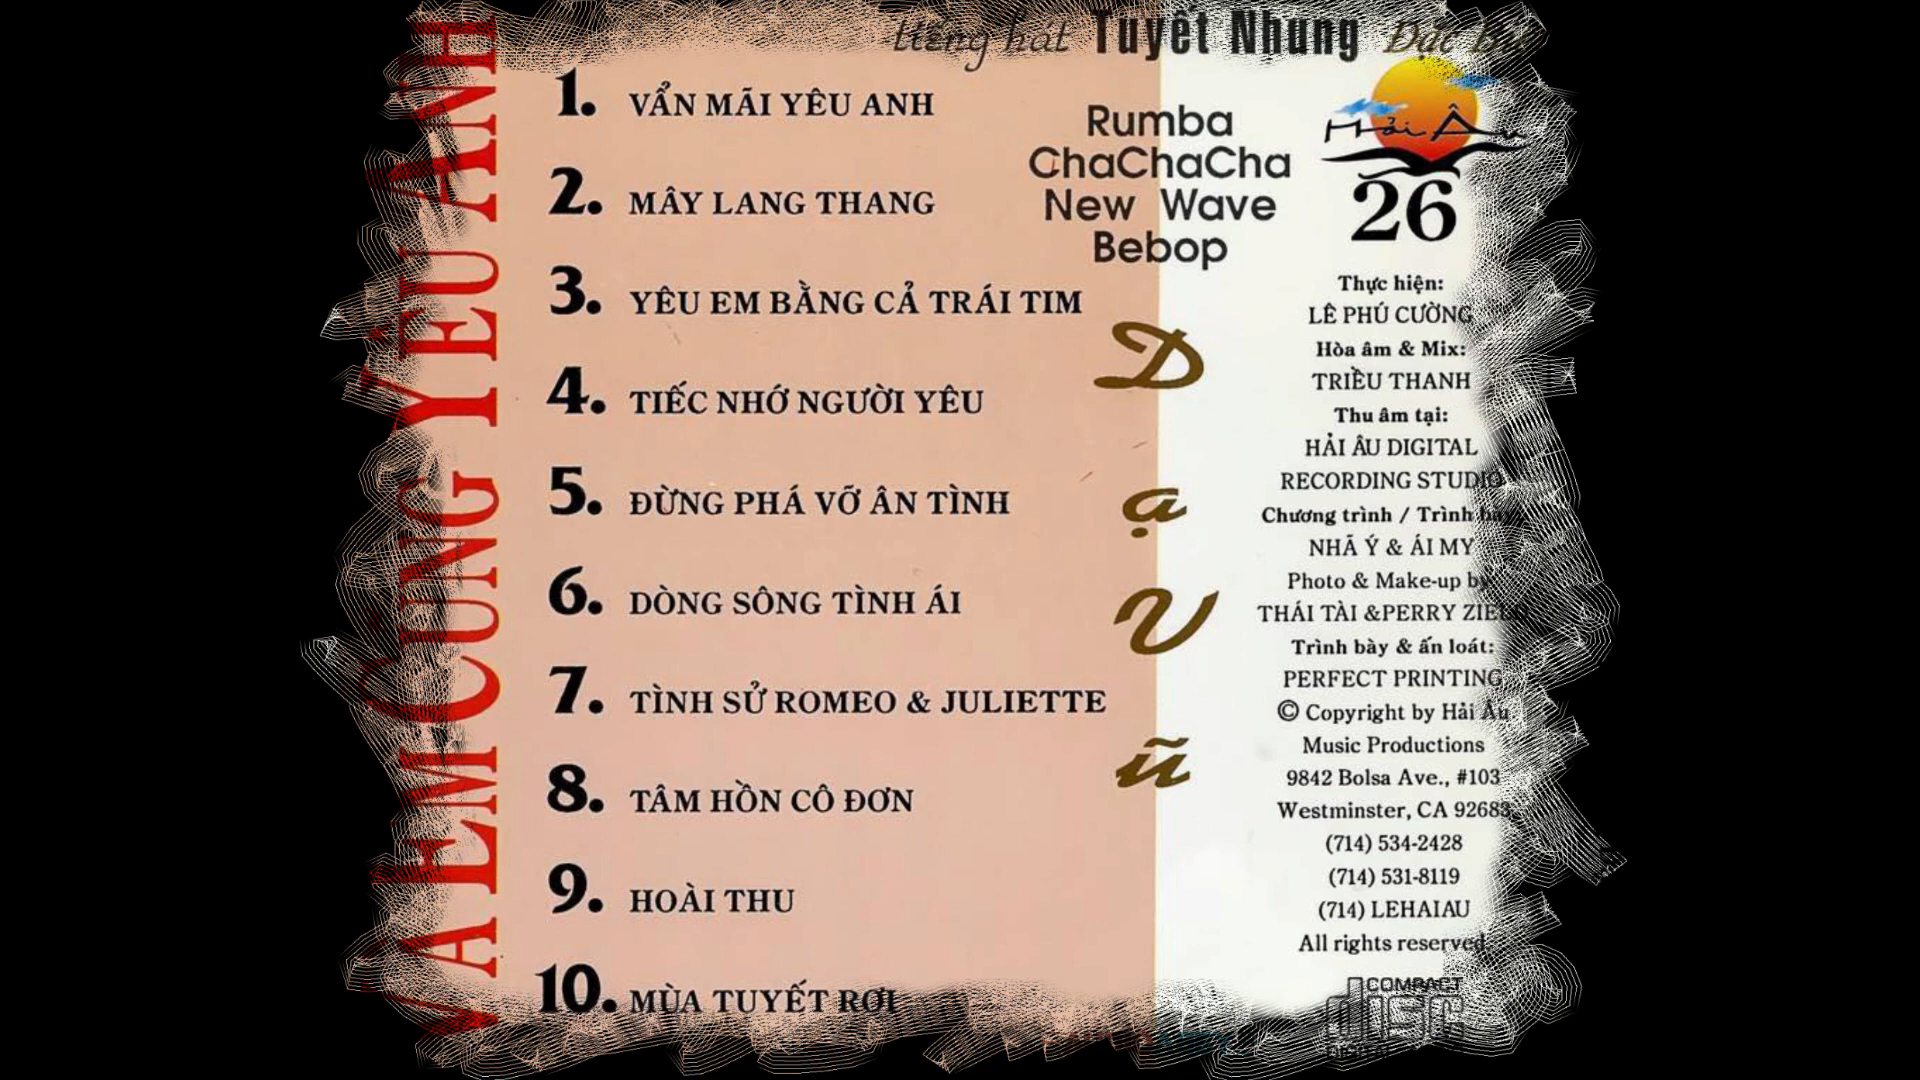 tiếng hát Tuyết Nhung Đặc biệt
VÀ EM CŨNG YÊU ANH
1. VẨN MÃI YÊU ANH
2. MÂY LANG THANG
3. YÊU EM BẰNG CẢ TRÁI TIM
4. TIẾC NHỚ NGƯỜI YÊU
5. ĐỪNG PHÁ VỠ ÂN TÌNH
6. DÒNG SÔNG TÌNH ÁI
7. TÌNH SỬ ROMEO & JULIETTE
8. TÂM HỒN CÔ ĐƠN
9. HOÀI THU
10. MÙA TUYẾT RƠI
Rumba
ChaChaCha
New Wave
Bebop
Dạ Vũ
Hải Âu
26
Thực hiện:
LÊ PHÚ CƯỜNG
Hòa âm & Mix:
TRIỀU THANH
Thu âm tại:
HẢI ÂU DIGITAL
RECORDING STUDIO
Chương trình / Trình bày
NHÃ Ý & ÁI MY
Photo & Make-up by
THÁI TÀI &PERRY
Trình bày & ấn loát:
PERFECT PRINTING
© Copyright by Hải Âu
Music Productions
9842 Bolsa Ave., #103
Westminster, CA 92683
(714) 534-2428
(714) 531-8119
(714) LEHAIAU
All rights reserved.
COMPACT
disc